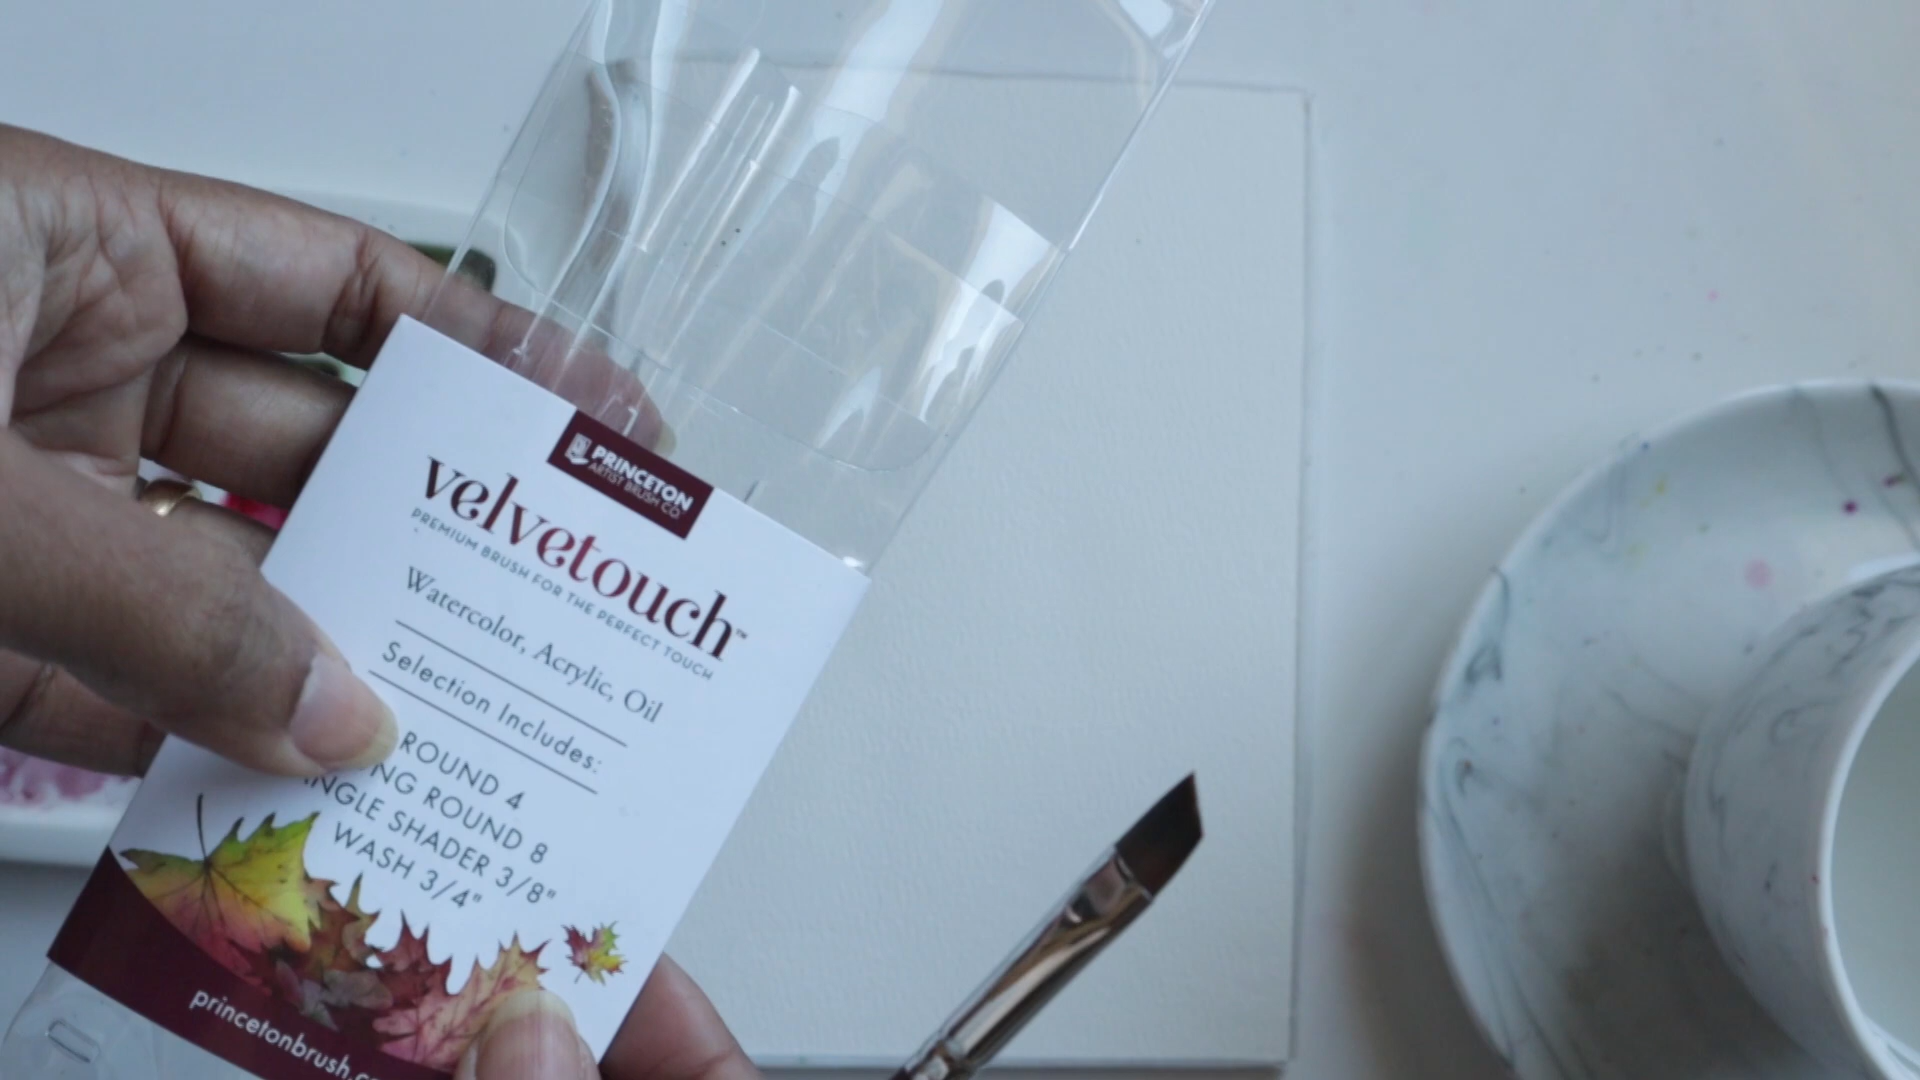 PRINCETON
ARTIST BRUSH CO.
velvetouch™
PREMIUM BRUSH FOR THE PERFECT TOUCH
Watercolor, Acrylic, Oil
Selection Includes:
ROUND 4
NG ROUND 8
NGLE SHADER 3/8"
WASH 3/4"
princetonbrush.c